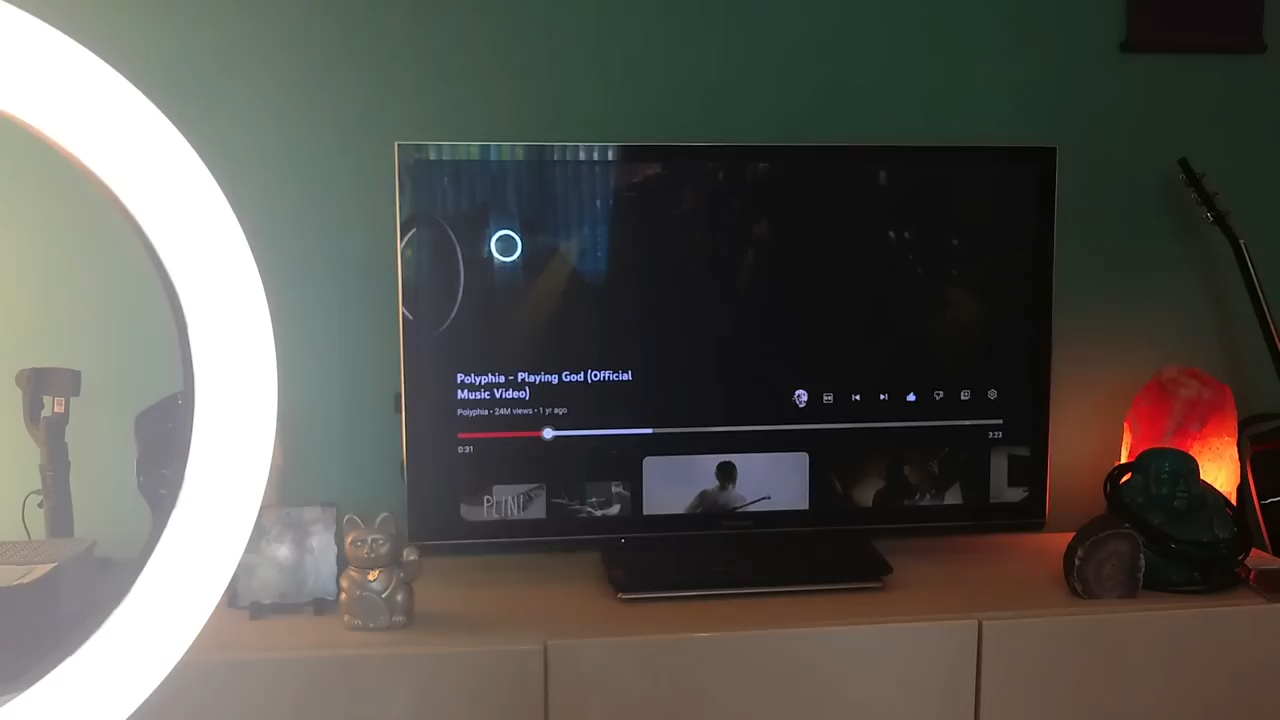 Polyphia - Playing God (Official
Music Video)
Polyphia • 24M views • 1 yr ago
0:31
3:23
PLINI